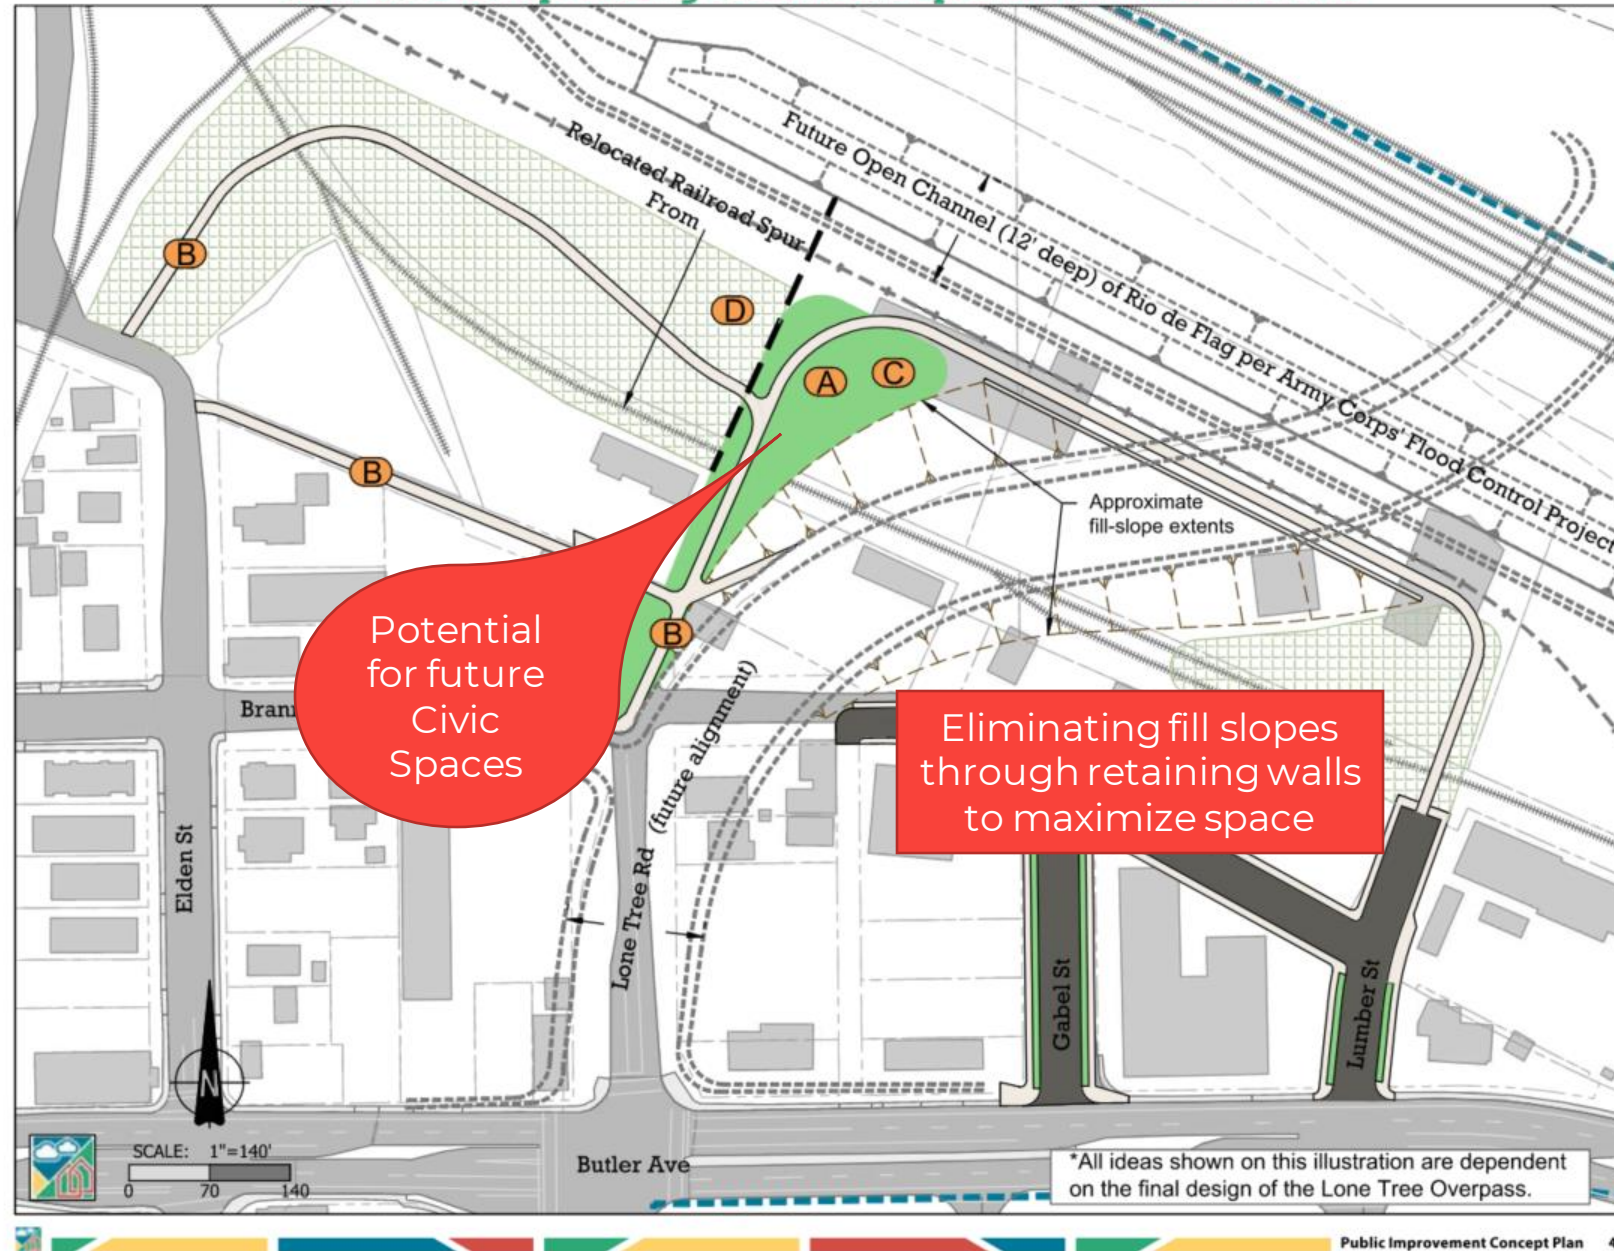 Relocated Railroad Spur
From
Future Open Channel (12' deep) of Rio de Flag per Army Corps' Flood Control Project
B
D
A
C
B
B
Approximate
fill-slope extents
Potential
for future
Civic
Spaces
Eliminating fill slopes
through retaining walls
to maximize space
Elden St
Lone Tree Rd (future alignment)
Gabel St
Lumber St
N
SCALE: 1"=140'
0 70 140
Butler Ave
*All ideas shown on this illustration are dependent
on the final design of the Lone Tree Overpass.
Public Improvement Concept Plan 4